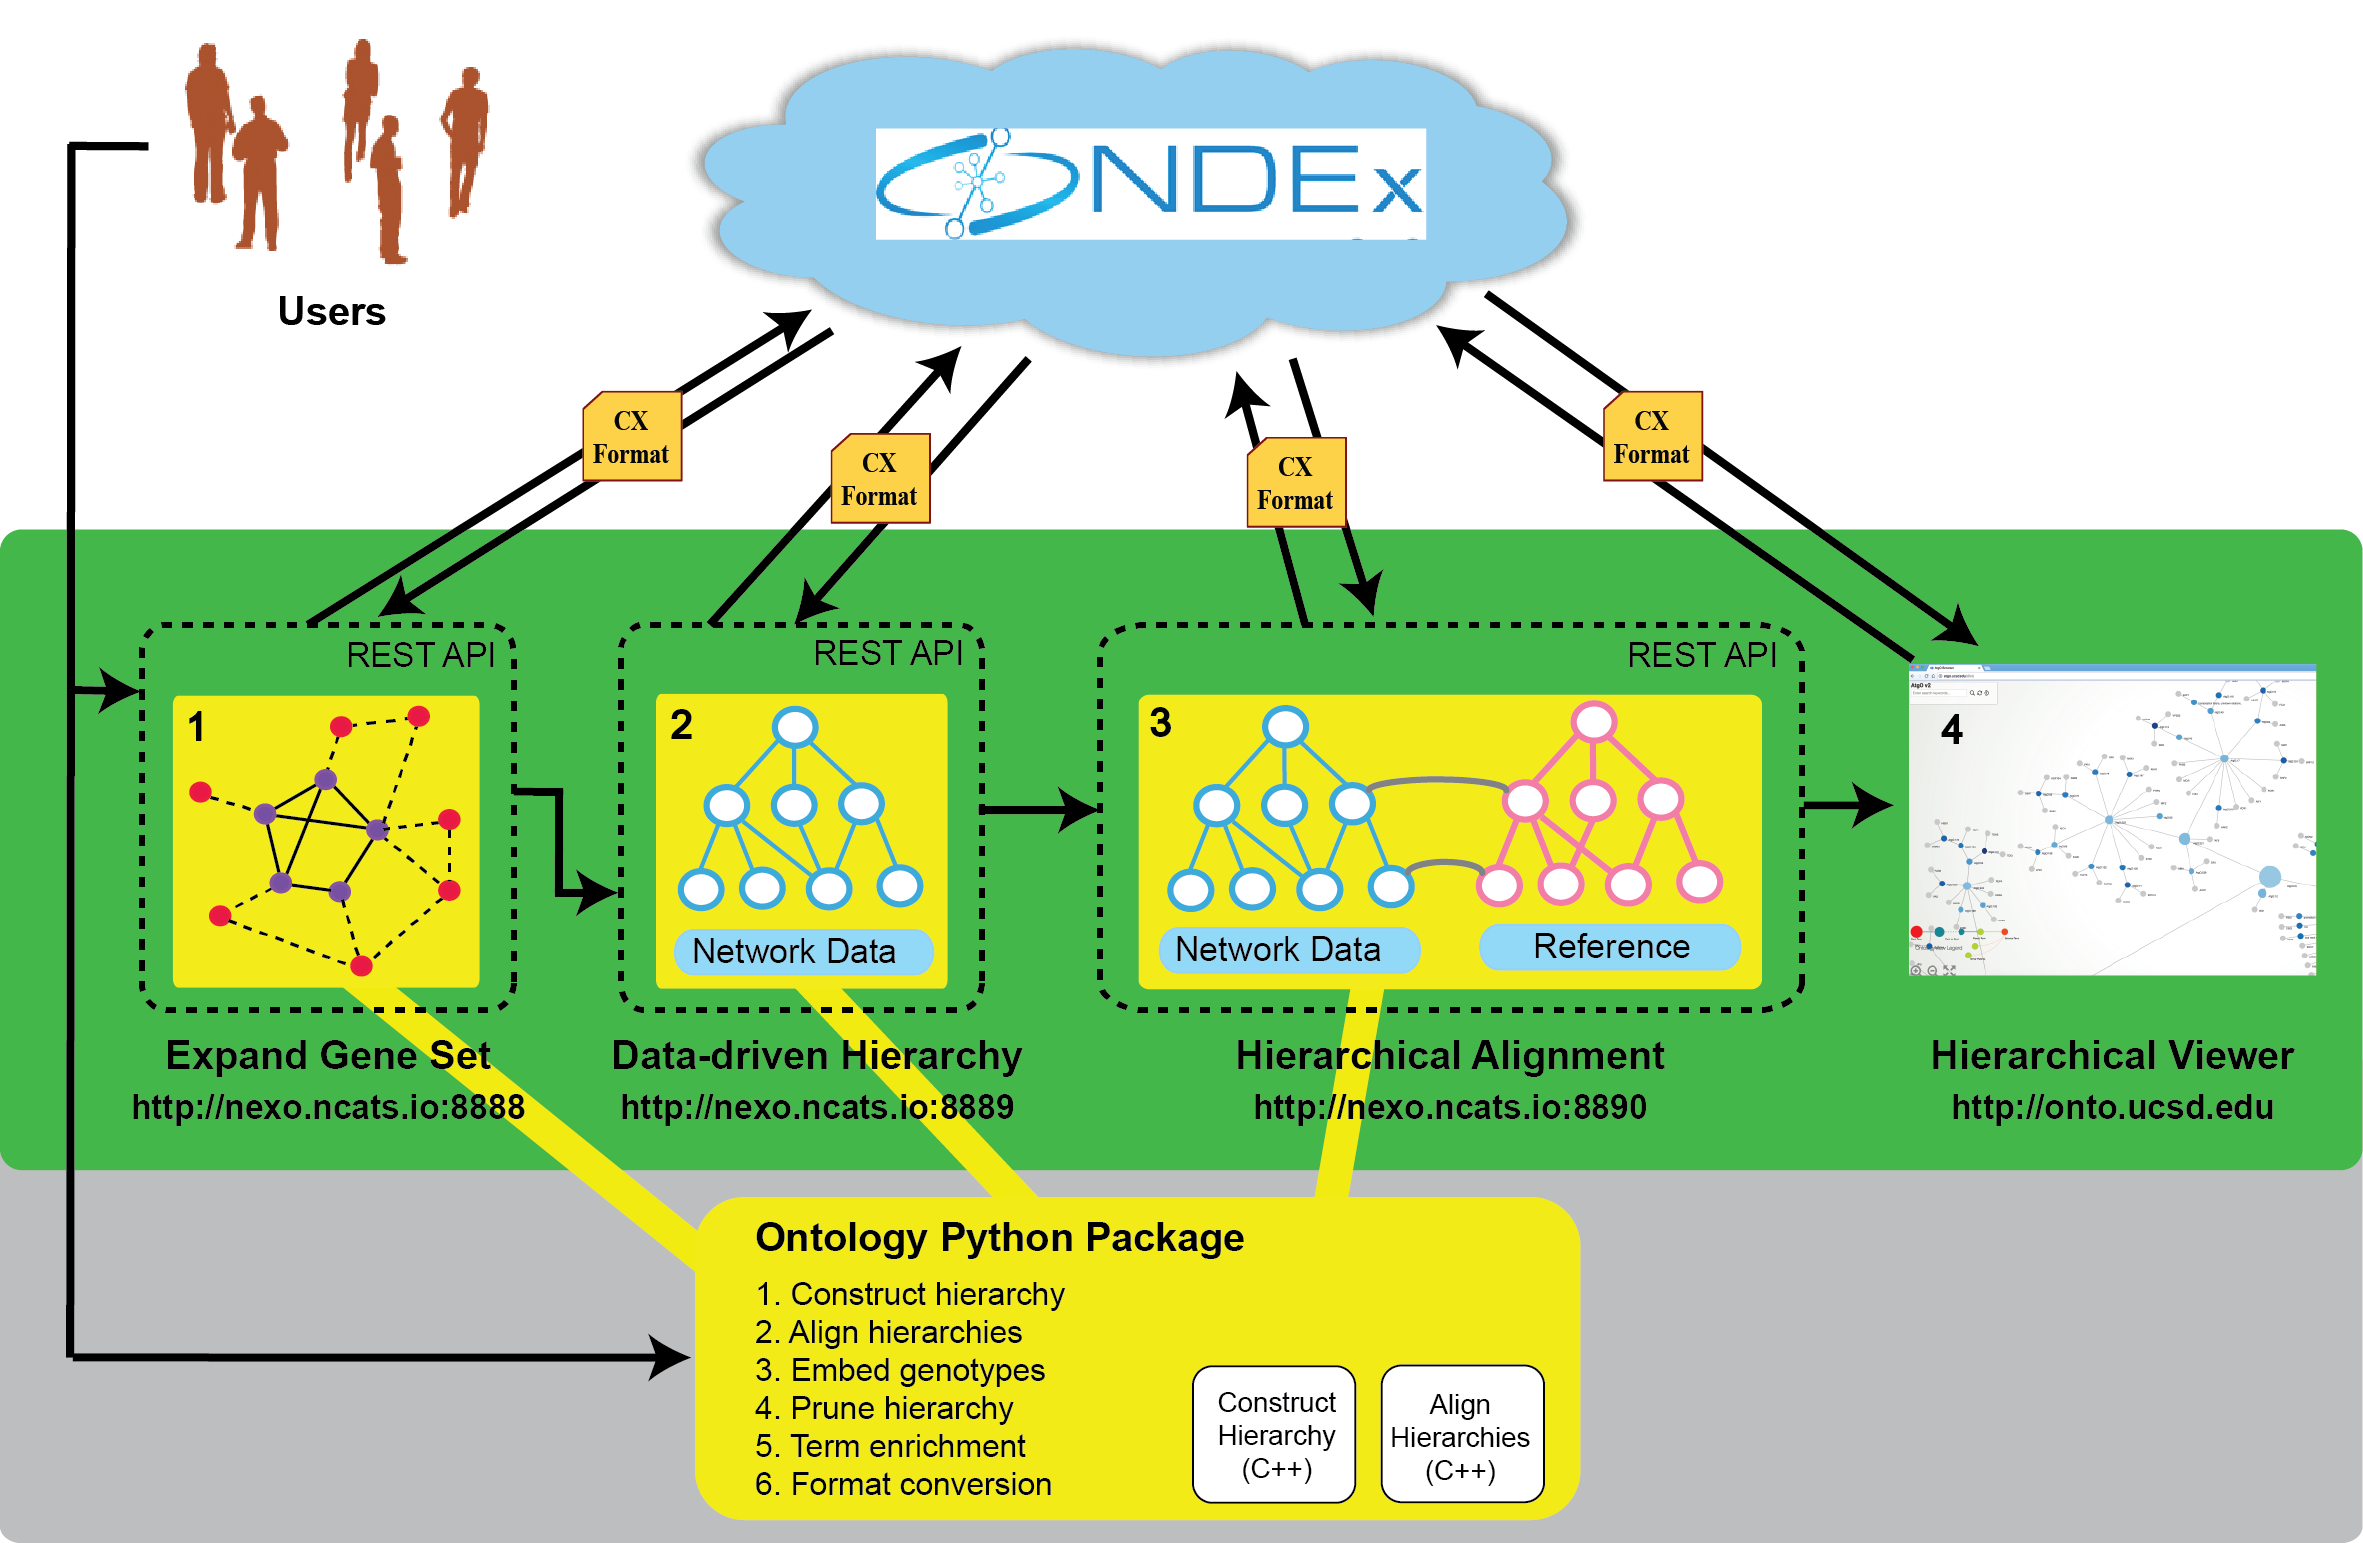 NDEx
Users
CX
Format
CX
Format
CX
Format
CX
Format
REST API
REST API
REST API
1
2
3
4
AtgO v2
Network Data
Network Data
Reference
Expand Gene Set
http://nexo.ncats.io:8888
Data-driven Hierarchy
http://nexo.ncats.io:8889
Hierarchical Alignment
http://nexo.ncats.io:8890
Hierarchical Viewer
http://onto.ucsd.edu
Ontology Python Package
1. Construct hierarchy
2. Align hierarchies
3. Embed genotypes
4. Prune hierarchy
5. Term enrichment
6. Format conversion
Construct
Hierarchy
(C++)
Align
Hierarchies
(C++)